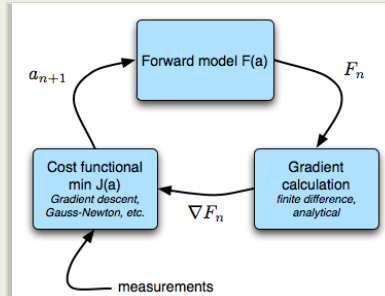 Forward model F(a)
a_{n+1}
F_n
Cost functional
min J(a)
Gradient descent,
Gauss-Newton, etc.
Gradient
calculation
finite difference,
analytical
∇F_n
measurements